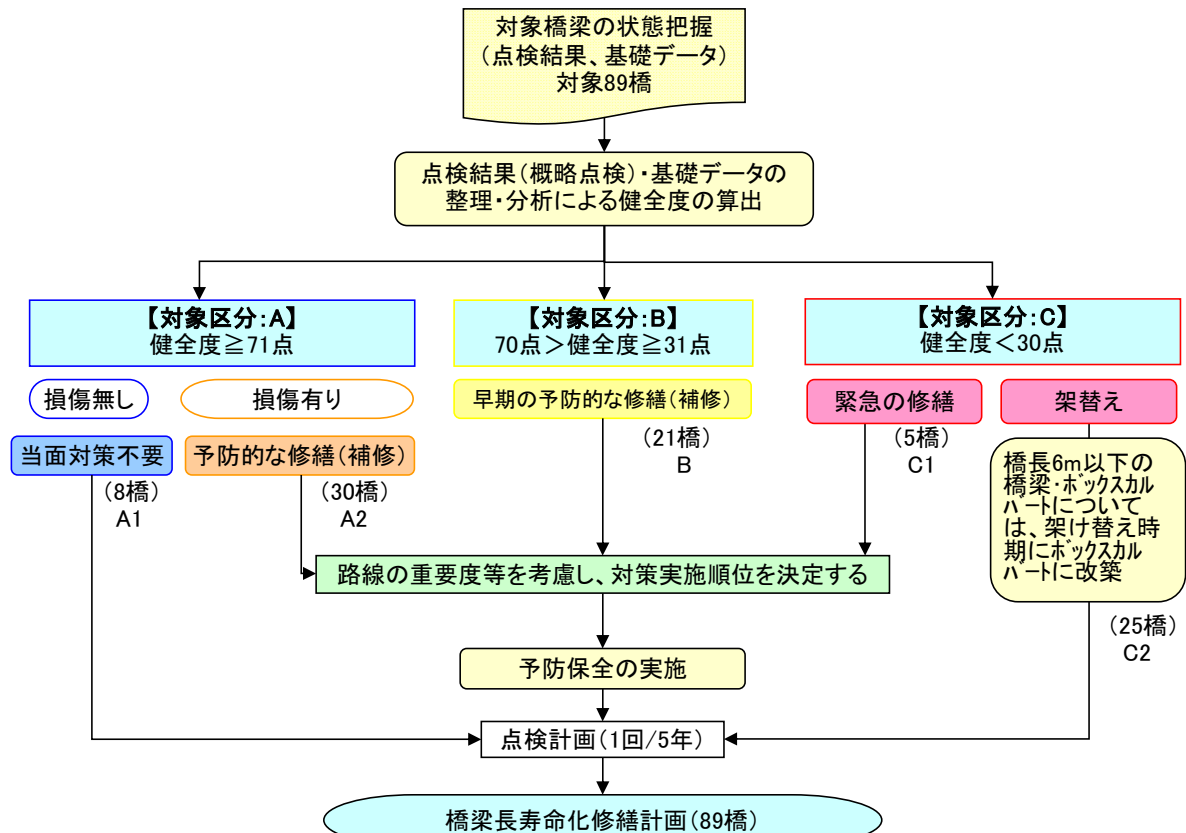 対象橋梁の状態把握
（点検結果、基礎データ）
対象89橋
点検結果（概略点検）・基礎データの
整理・分析による健全度の算出
【対象区分:A】
健全度≧71点
【対象区分:B】
70点＞健全度≧31点
【対象区分:C】
健全度＜30点
損傷無し
損傷有り
早期の予防的な修繕（補修）
緊急の修繕
架替え
当面対策不要
予防的な修繕（補修）
（8橋）
A1
（30橋）
A2
（21橋）
B
（5橋）
C1
橋長6m以下の
橋梁・ボックスカル
バートについて
は、架け替え時
期にボックスカル
バートに改築
（25橋）
C2
路線の重要度等を考慮し、対策実施順位を決定する
予防保全の実施
点検計画（1回/5年）
橋梁長寿命化修繕計画（89橋）